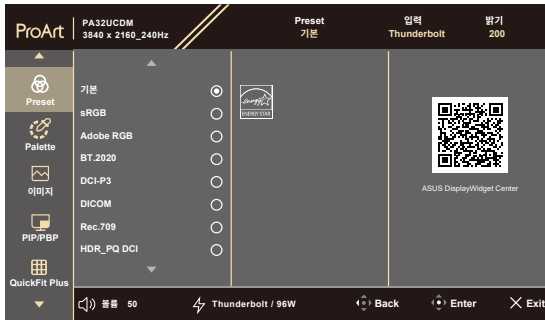 ProArt
PA32UCDM
3840 x 2160_240Hz
Preset
기본
입력
Thunderbolt
밝기
200
Preset
Palette
이미지
PIP/PBP
QuickFit Plus
기본
sRGB
Adobe RGB
BT.2020
DCI-P3
DICOM
Rec.709
HDR_PQ DCI
energy
ENERGY STAR
ASUS DisplayWidget Center
볼륨 50
Thunderbolt / 96W
Back
Enter
Exit